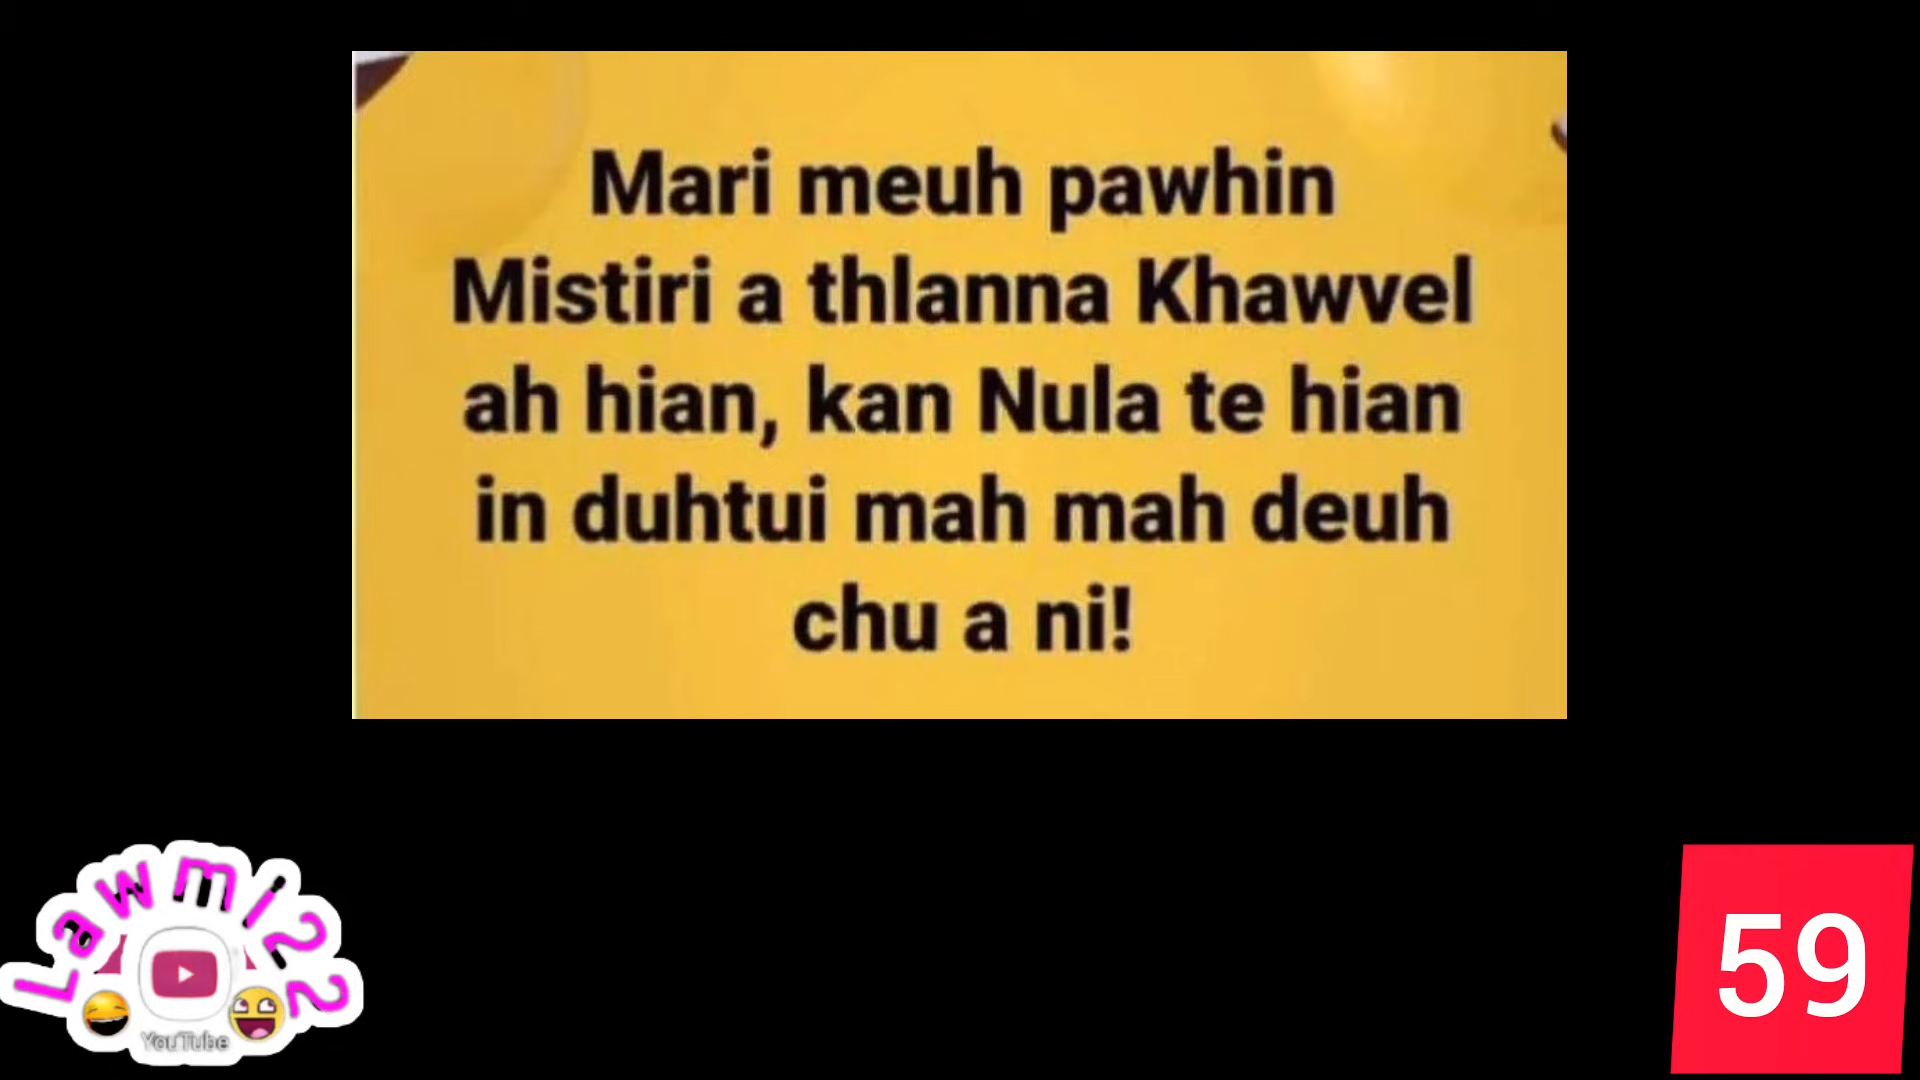 Mari meuh pawhin
Mistiri a thlanna Khawvel
ah hian, kan Nula te hian
in duhtui mah mah deuh
chu a ni!
Lawmi22
YouTube
59